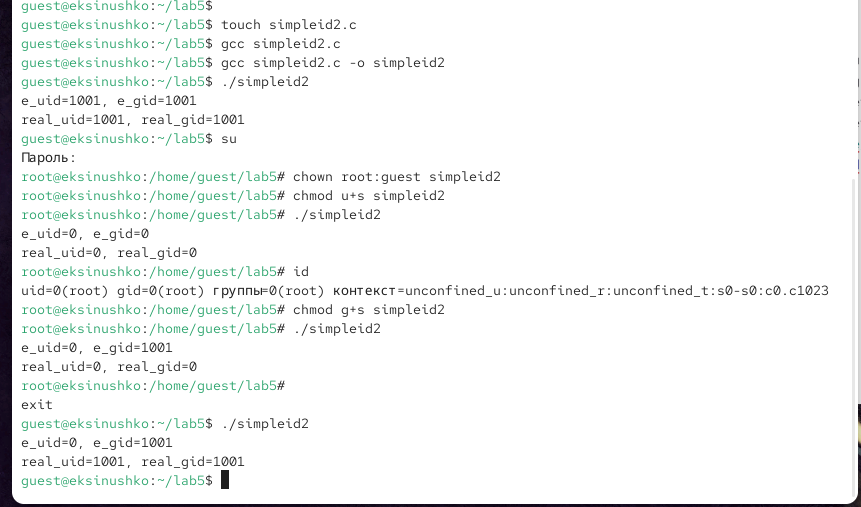 guest@eksinushko:~/lab5$
guest@eksinushko:~/lab5$ touch simpleid2.c
guest@eksinushko:~/lab5$ gcc simpleid2.c
guest@eksinushko:~/lab5$ gcc simpleid2.c -o simpleid2
guest@eksinushko:~/lab5$ ./simpleid2
e_uid=1001, e_gid=1001
real_uid=1001, real_gid=1001
guest@eksinushko:~/lab5$ su
Пароль:
root@eksinushko:/home/guest/lab5# chown root:guest simpleid2
root@eksinushko:/home/guest/lab5# chmod u+s simpleid2
root@eksinushko:/home/guest/lab5# ./simpleid2
e_uid=0, e_gid=0
real_uid=0, real_gid=0
root@eksinushko:/home/guest/lab5# id
uid=0(root) gid=0(root) группы=0(root) контекст=unconfined_u:unconfined_r:unconfined_t:s0-s0:c0.c1023
root@eksinushko:/home/guest/lab5# chmod g+s simpleid2
root@eksinushko:/home/guest/lab5# ./simpleid2
e_uid=0, e_gid=1001
real_uid=0, real_gid=0
root@eksinushko:/home/guest/lab5#
exit
guest@eksinushko:~/lab5$ ./simpleid2
e_uid=0, e_gid=1001
real_uid=1001, real_gid=1001
guest@eksinushko:~/lab5$